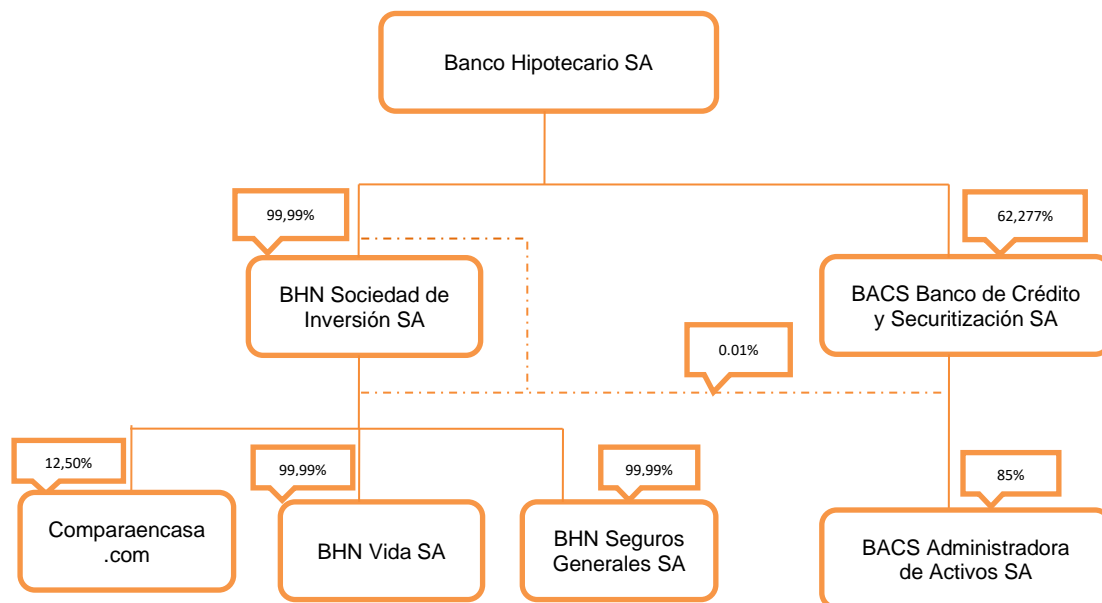 Banco Hipotecario SA
99,99%
62,277%
BHN Sociedad de
Inversión SA
BACS Banco de Crédito
y Securitización SA
0.01%
12,50%
99,99%
99,99%
85%
Comparaencasa
.com
BHN Vida SA
BHN Seguros
Generales SA
BACS Administradora
de Activos SA